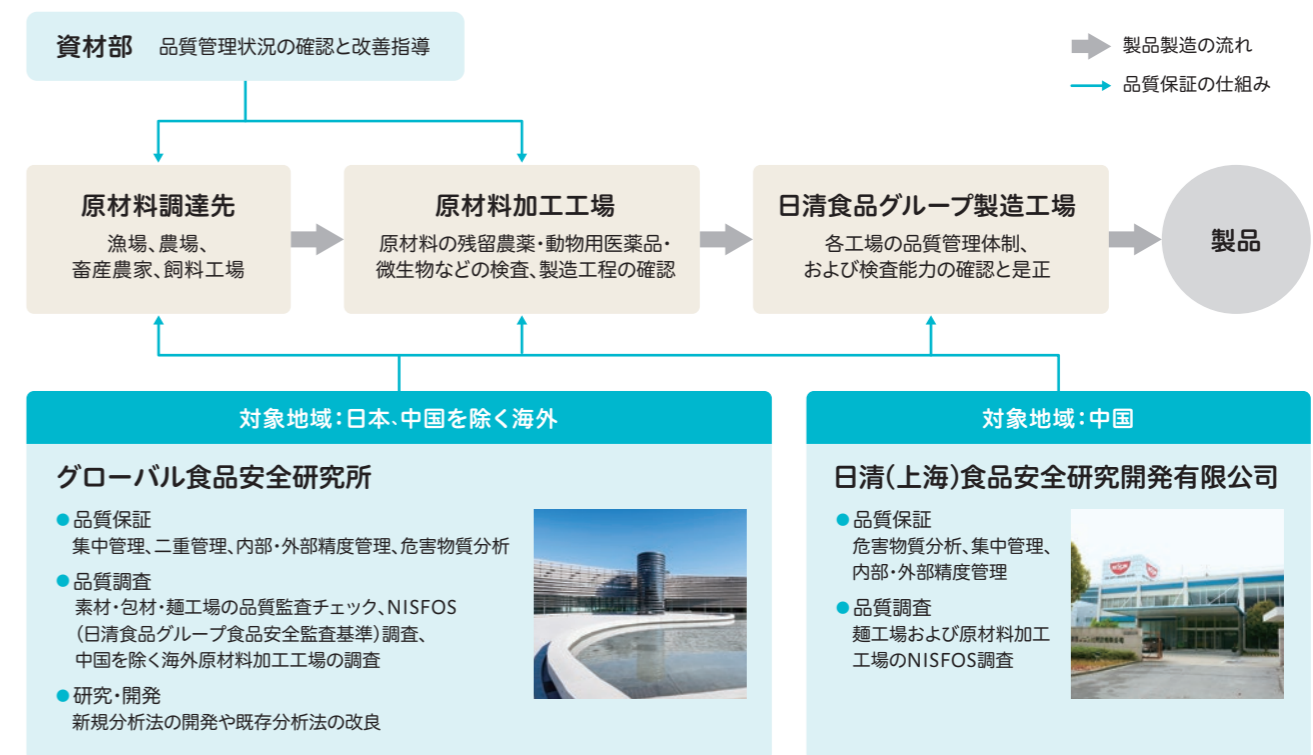 資材部 品質管理状況の確認と改善指導
製品製造の流れ
品質保証の仕組み
原材料調達先
漁場、農場、
畜産農家、飼料工場
原材料加工工場
原材料の残留農薬・動物用医薬品・
微生物などの検査、製造工程の確認
日清食品グループ製造工場
各工場の品質管理体制、
および検査能力の確認と是正
製品
対象地域：日本、中国を除く海外
グローバル食品安全研究所
●品質保証
集中管理、二重管理、内部・外部精度管理、危害物質分析
●品質調査
素材・包材・麺工場の品質監査チェック、NISFOS
（日清食品グループ食品安全監査基準）調査、
中国を除く海外原材料加工工場の調査
●研究・開発
新規分析法の開発や既存分析法の改良
対象地域：中国
日清（上海）食品安全研究開発有限公司
●品質保証
危害物質分析、集中管理、
内部・外部精度管理
●品質調査
麺工場および原材料加工
工場のNISFOS調査
NISSIN